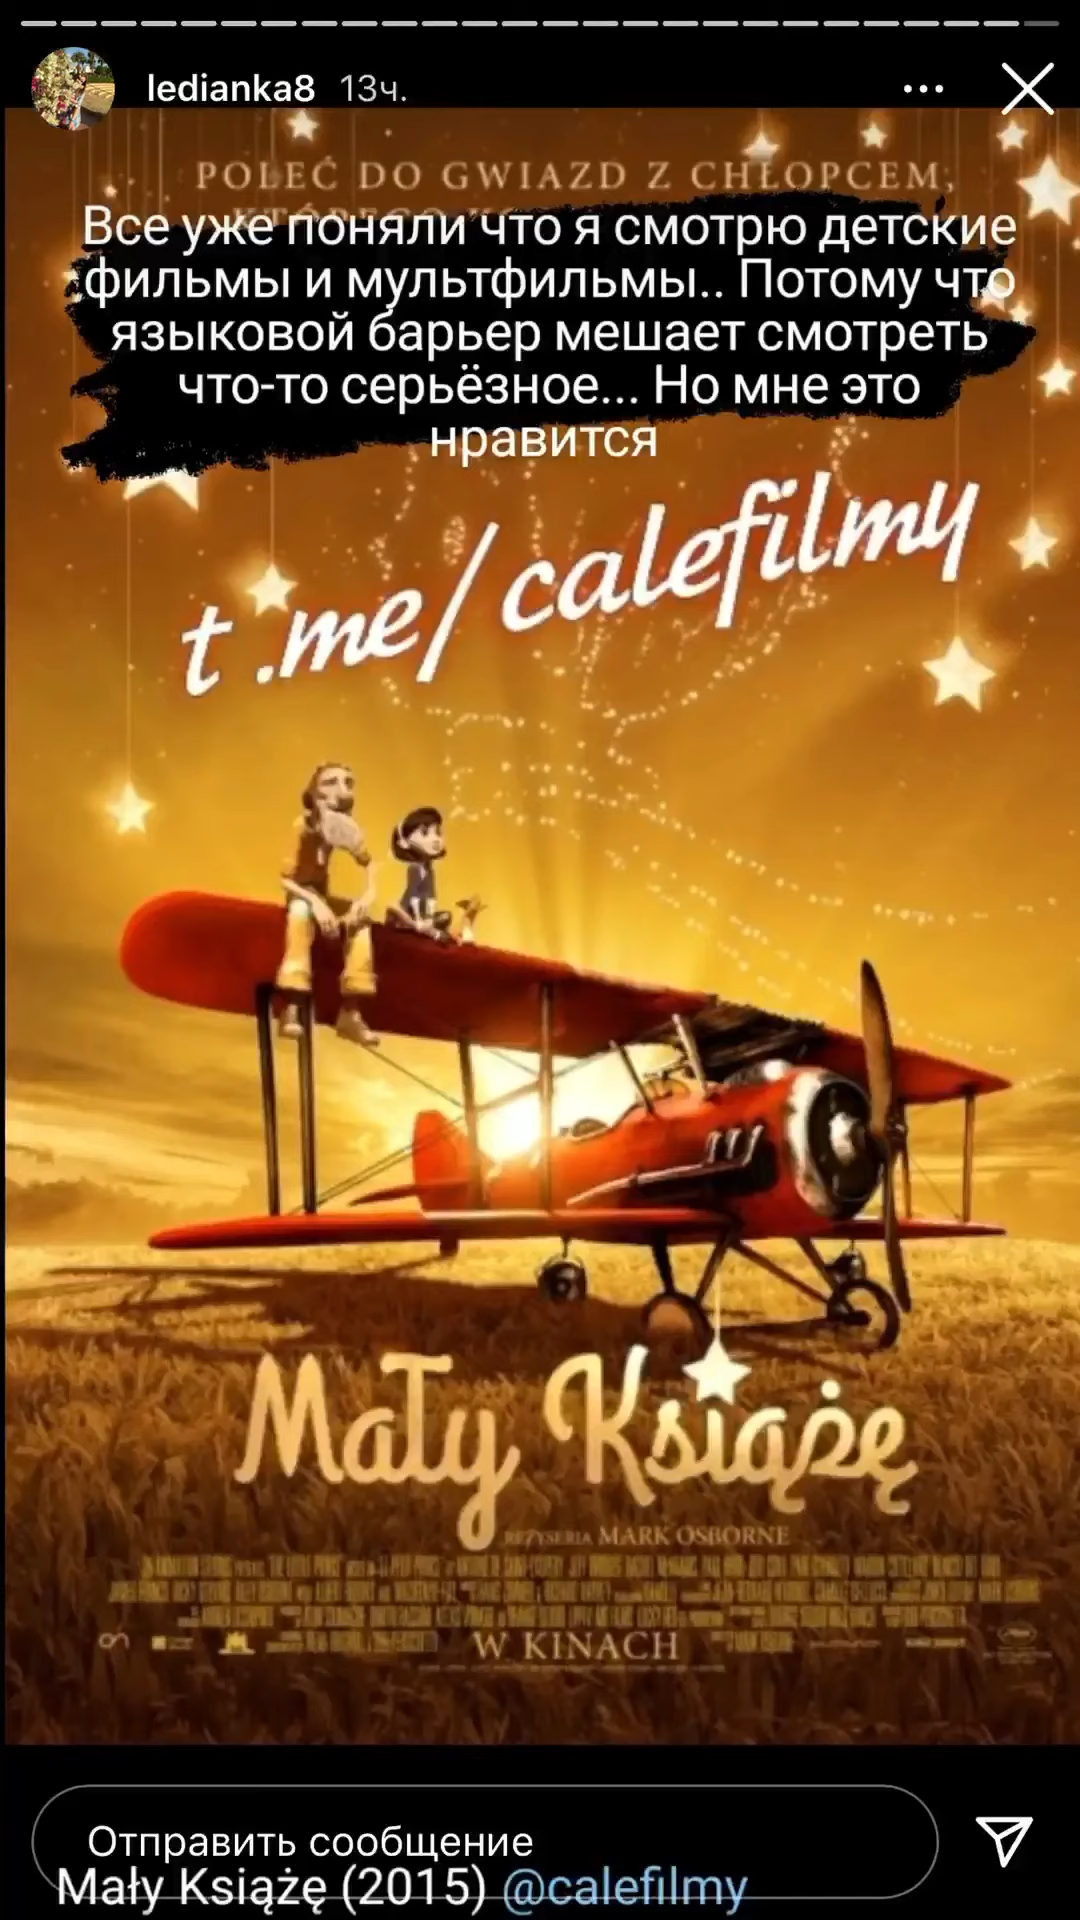 ledianka8 13ч.
POLEĆ DO GWIAZD Z CHŁOPCEM,
Все уже поняли что я смотрю детские
фильмы и мультфильмы.. Потому что
языковой барьер мешает смотреть
что-то серьёзное... Но мне это
нравится
t .me/calefilmy
Mały Książę
REŻYSERIA MARK OSBORNE
W KINACH
Отправить сообщение
Mały Książę (2015) @calefilmy